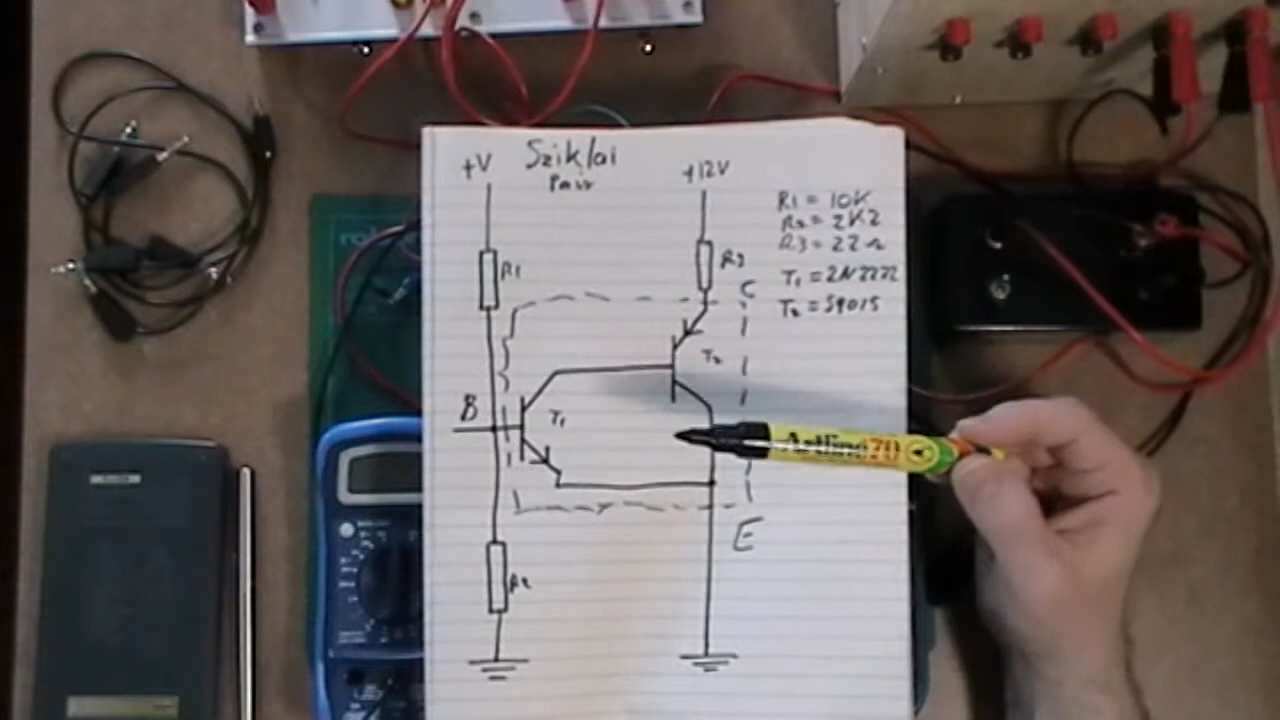 +V
Sziklai
Pair
+12V
R1 = 10K
R2 = 2K2
R3 = 22Ω
T1 = 2N2222
T2 = S9015
R1
R3
C
T2
B
T1
Artline 70
E
R2